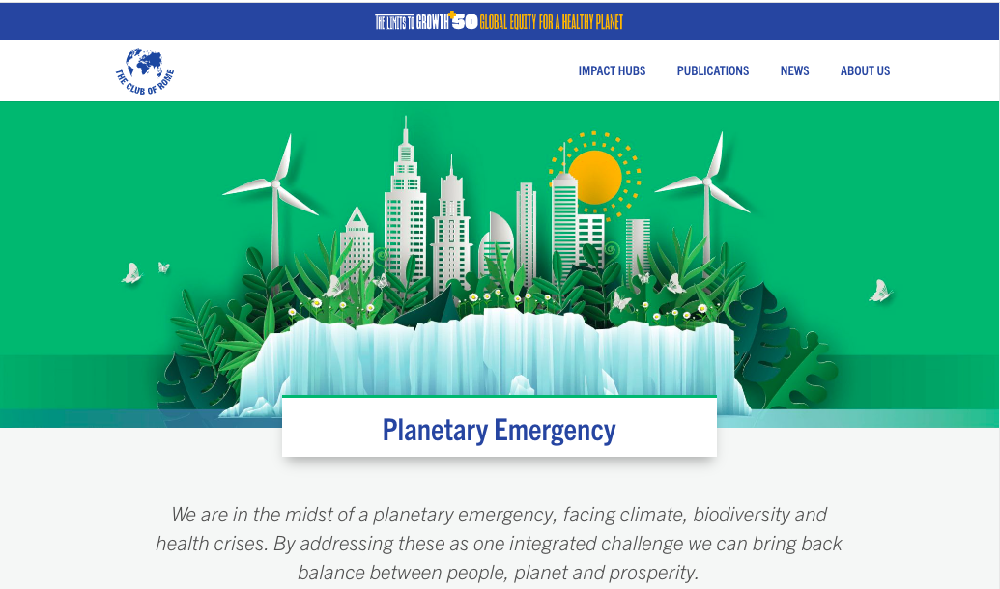 THE LIMITS TO GROWTH+50 GLOBAL EQUITY FOR A HEALTHY PLANET
THE CLUB OF ROME
IMPACT HUBS PUBLICATIONS NEWS ABOUT US
Planetary Emergency
We are in the midst of a planetary emergency, facing climate, biodiversity and
health crises. By addressing these as one integrated challenge we can bring back
balance between people, planet and prosperity.